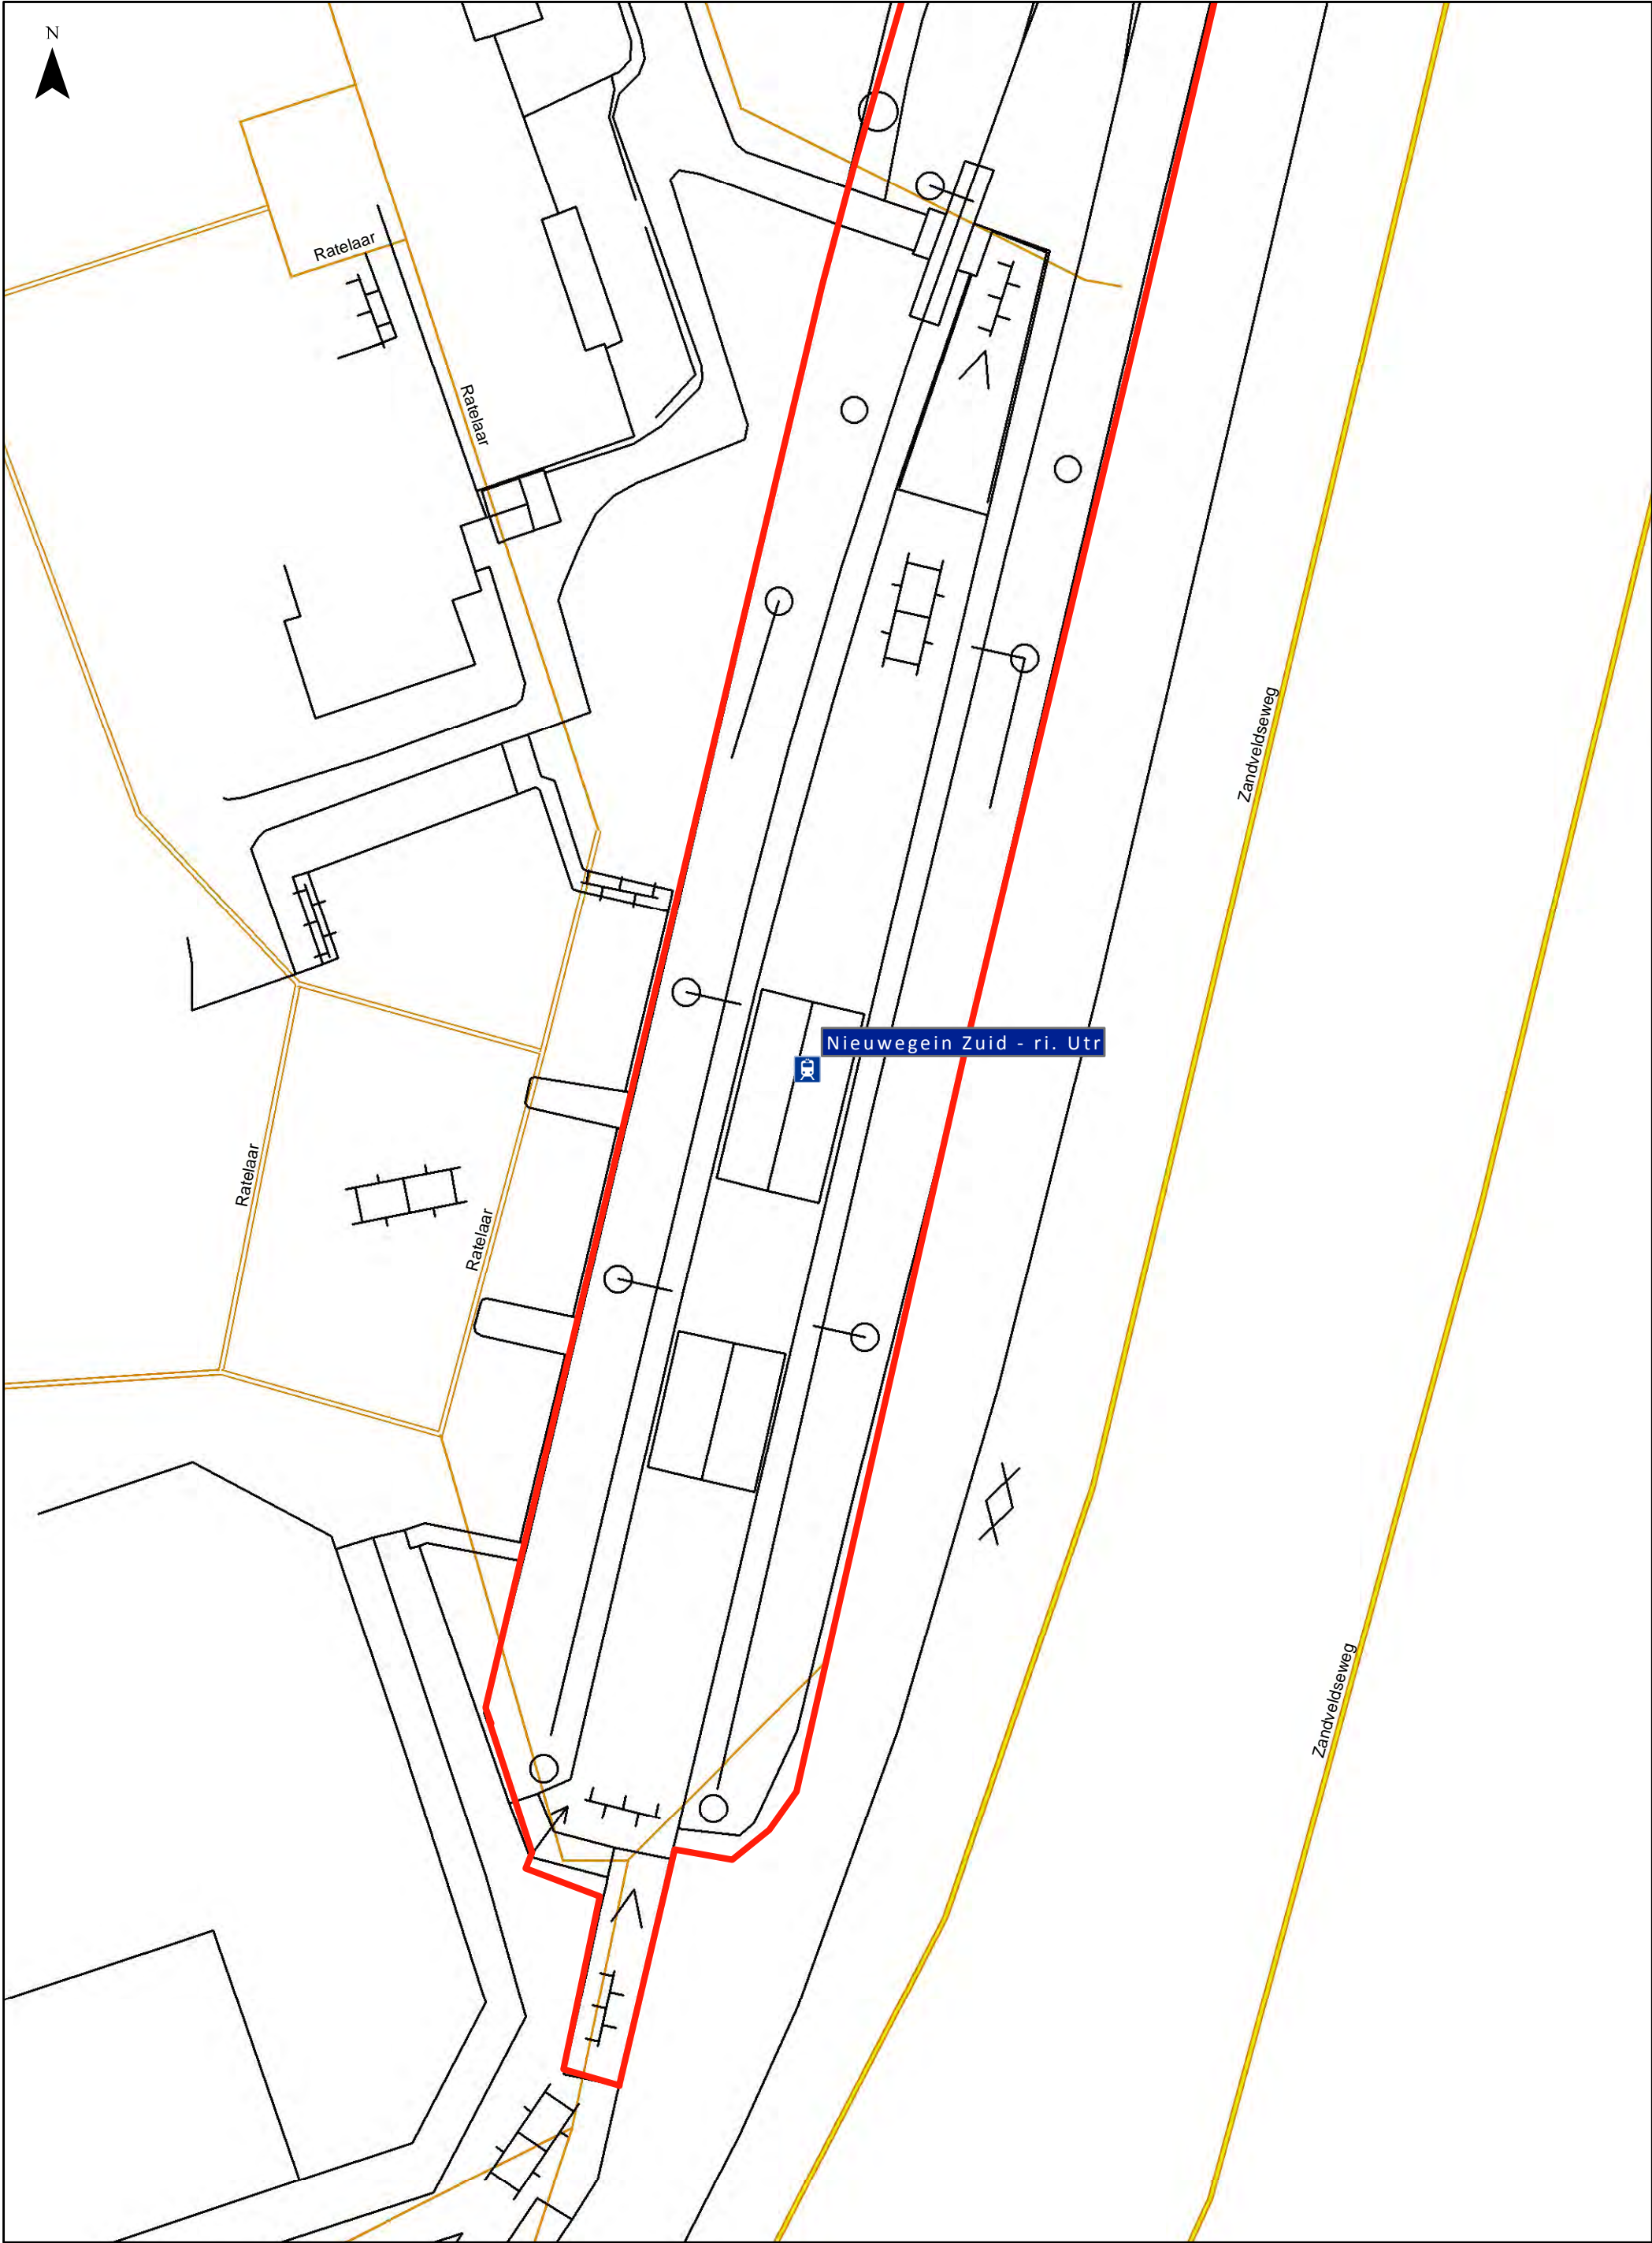 N
Ratelaar
Ratelaar
Zandveldseweg
Nieuwegein Zuid - ri. Utr
Ratelaar
Ratelaar
Zandveldseweg